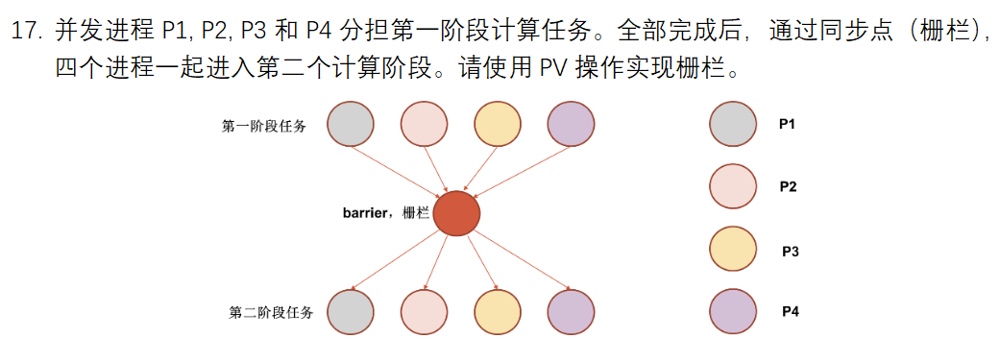 17. 并发进程 P1, P2, P3 和 P4 分担第一阶段计算任务。全部完成后，通过同步点（栅栏），
四个进程一起进入第二个计算阶段。请使用 PV 操作实现栅栏。
第一阶段任务
P1
P2
barrier，栅栏
P3
第二阶段任务
P4